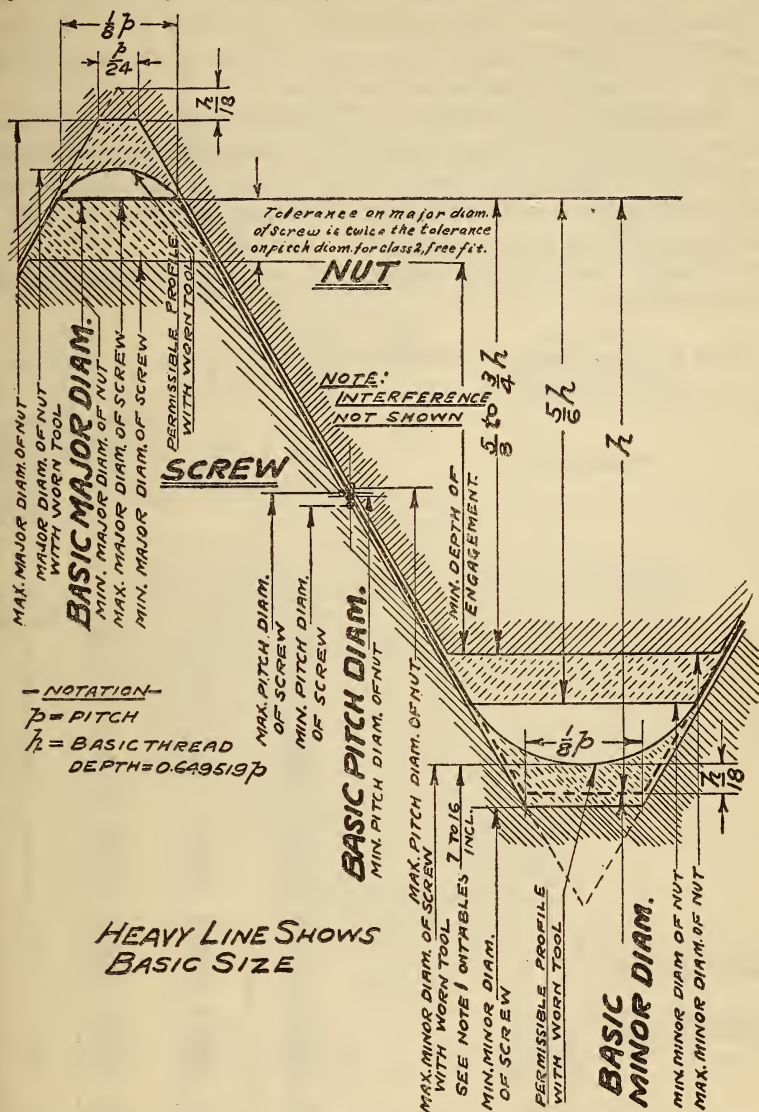 1/8 p
p/24
h/18
Tolerance on major diam.
of screw is twice the tolerance
on pitch diam. for class 2, free fit.
NUT
NOTE:
INTERFERENCE
NOT SHOWN
SCREW
MAX. MAJOR DIAM. OF NUT
MAJOR DIAM. OF NUT
WITH WORN TOOL
BASIC MAJOR DIAM.
MIN. MAJOR DIAM. OF NUT
MAX. MAJOR DIAM. OF SCREW
MIN. MAJOR DIAM. OF SCREW
PERMISSIBLE PROFILE
WITH WORN TOOL
MIN. DEPTH OF
ENGAGEMENT.
5/8 to 3/4 h
5/6 h
h
MAX. PITCH DIAM.
OF SCREW
MIN. PITCH DIAM.
OF SCREW
BASIC PITCH DIAM.
MIN. PITCH DIAM. OF NUT
MAX. PITCH DIAM. OF NUT
— NOTATION —
p = PITCH
h = BASIC THREAD
DEPTH = 0.649519 p
1/8 p
h/18
HEAVY LINE SHOWS
BASIC SIZE
MAX. MINOR DIAM. OF SCREW
WITH WORN TOOL
SEE NOTE 1 ON TABLES 7 TO 16
INCL.
MIN. MINOR DIAM.
OF SCREW
PERMISSIBLE PROFILE
WITH WORN TOOL
BASIC
MINOR DIAM.
MIN. MINOR DIAM OF NUT
MAX. MINOR DIAM. OF NUT